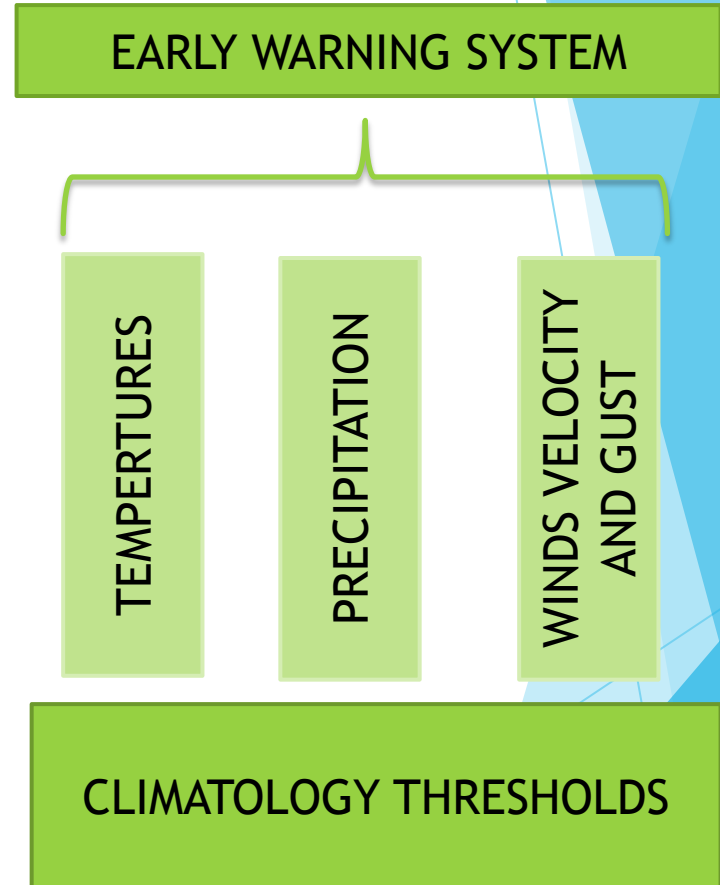 EARLY WARNING SYSTEM
TEMPERTURES
PRECIPITATION
WINDS VELOCITY
AND GUST
CLIMATOLOGY THRESHOLDS